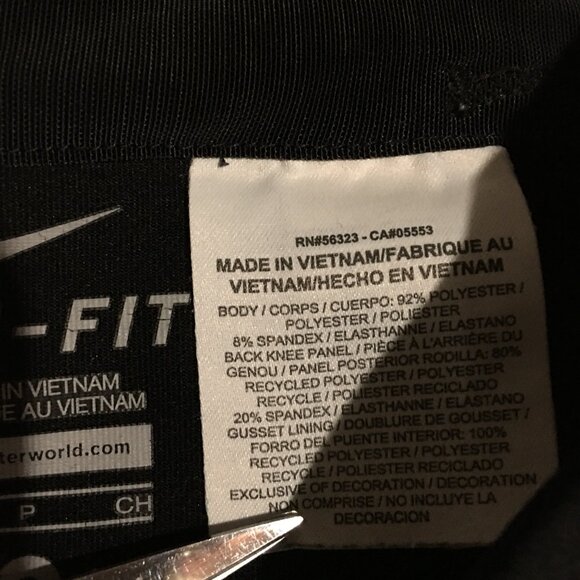 -FIT
IN VIETNAM
AU VIETNAM
terworld.com
P CH
RN#56323 - CA#05553
MADE IN VIETNAM/FABRIQUE AU
VIETNAM/HECHO EN VIETNAM
BODY / CORPS / CUERPO: 92% POLYESTER /
POLYESTER / POLIESTER
8% SPANDEX / ELASTHANNE / ELASTANO
BACK KNEE PANEL / PIÈCE À L'ARRIÈRE DU
GENOU / PANEL POSTERIOR RODILLA: 80%
RECYCLED POLYESTER / POLYESTER
RECYCLE / POLIESTER RECICLADO
20% SPANDEX / ELASTHANNE / ELASTANO
GUSSET LINING / DOUBLURE DE GOUSSET /
FORRO DEL PUENTE INTERIOR: 100%
RECYCLED POLYESTER / POLYESTER
RECYCLE / POLIESTER RECICLADO
EXCLUSIVE OF DECORATION / DECORATION
NON COMPRISE / NO INCLUYE LA
DECORACION